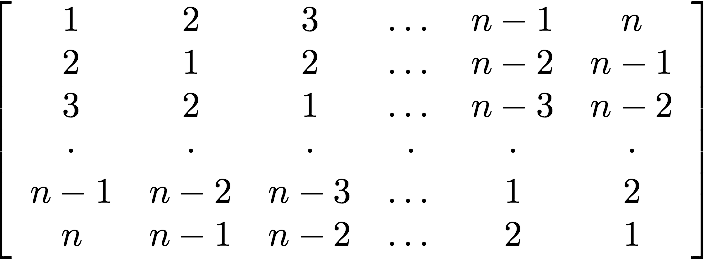 1 2 3 … n − 1 n
2 1 2 … n − 2 n − 1
3 2 1 … n − 3 n − 2
. . . . . .
n − 1 n − 2 n − 3 … 1 2
n n − 1 n − 2 … 2 1